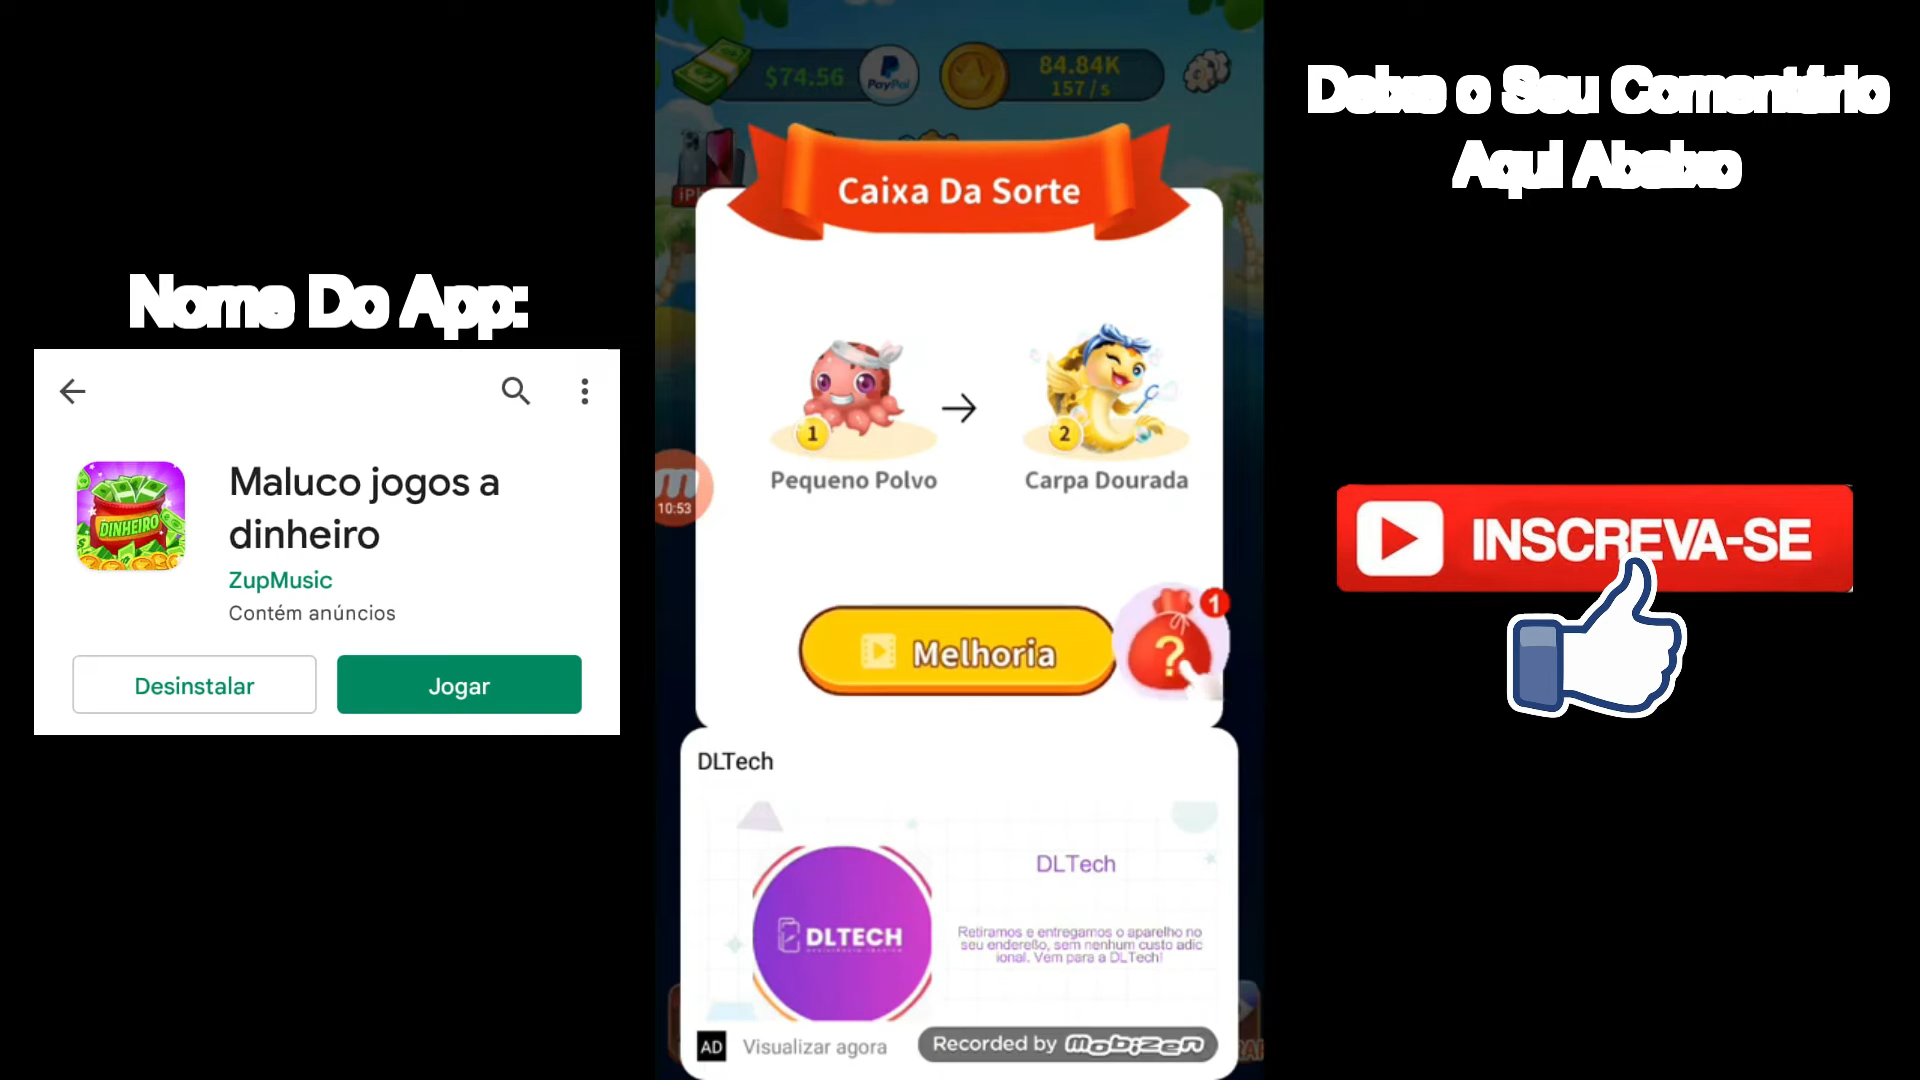 Nome Do App:
Maluco jogos a
dinheiro
ZupMusic
Contém anúncios
Desinstalar
Jogar
DINHEIRO
$74.56
PayPal
84.84K
157/s
iPh
Caixa Da Sorte
1
2
Pequeno Polvo
Carpa Dourada
10:53
Melhoria
?
1
DLTech
DLTECH
DLTech
Retiramos e entregamos o aparelho no
seu endereßo, sem nenhum custo adic
ional. Vem para a DLTech!
AD
Visualizar agora
Recorded by mobizen
Deixe o Seu Comentário
Aqui Abaixo
INSCREVA-SE